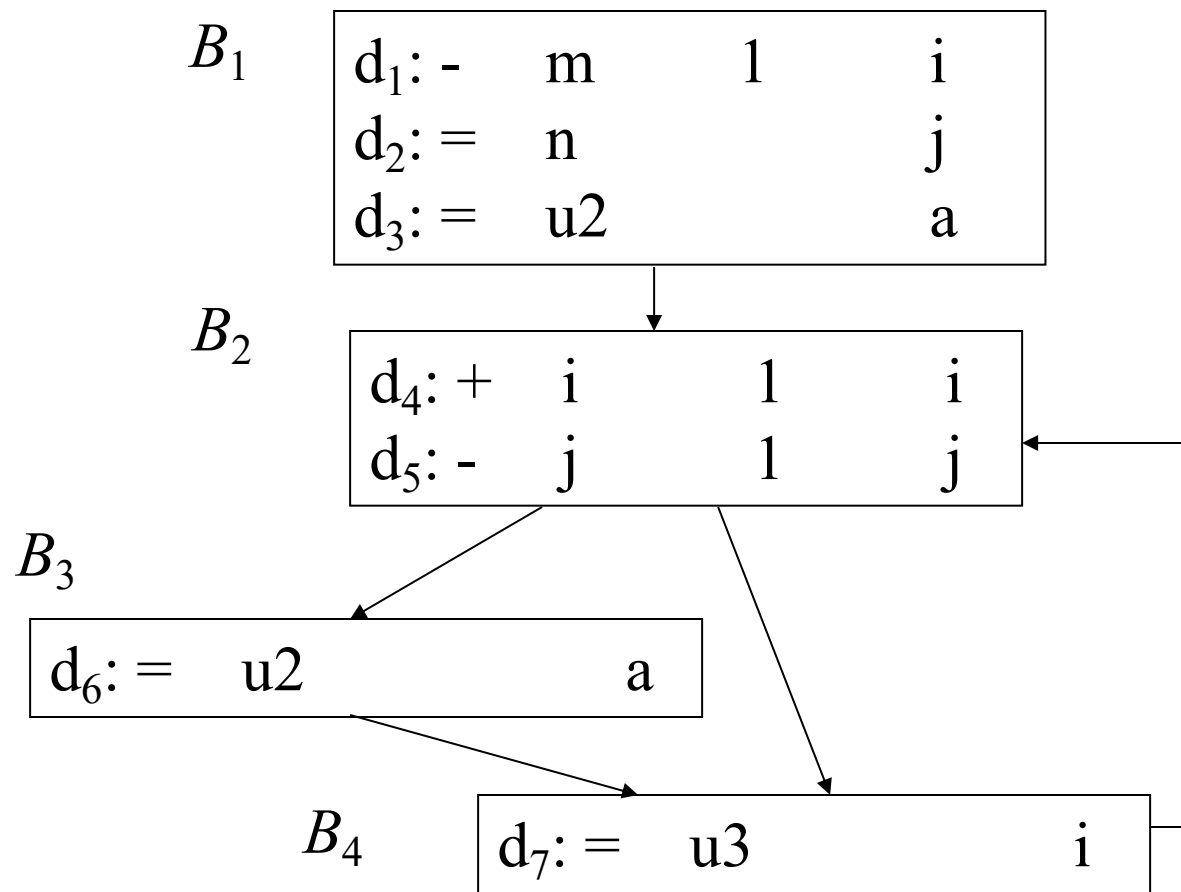 B₁
d₁: - m 1 i
d₂: = n j
d₃: = u2 a
B₂
d₄: + i 1 i
d₅: - j 1 j
B₃
d₆: = u2 a
B₄
d₇: = u3 i